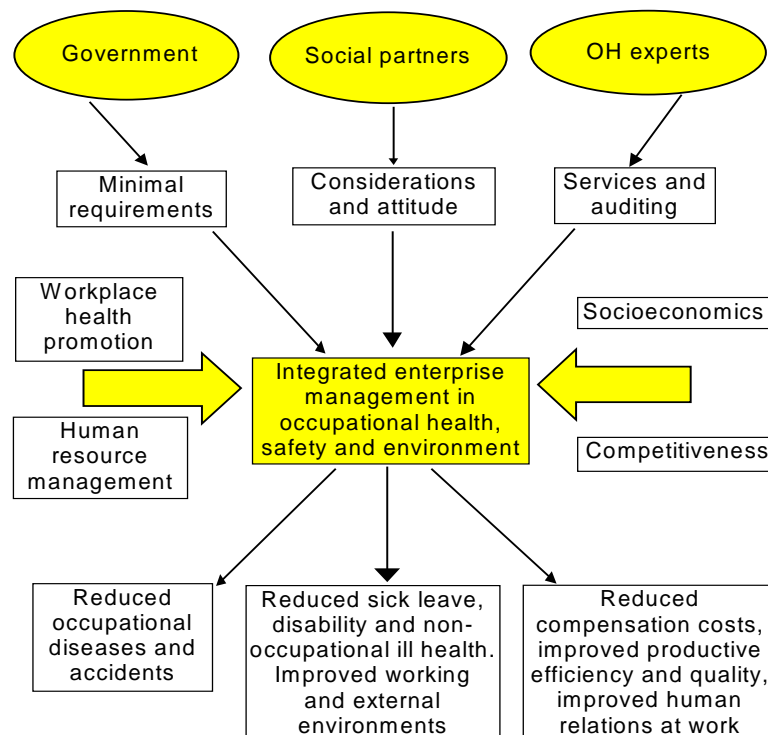 Government
Social partners
OH experts
Minimal
requirements
Considerations
and attitude
Services and
auditing
Workplace
health
promotion
Socioeconomics
Integrated enterprise
management in
occupational health,
safety and environment
Human
resource
management
Competitiveness
Reduced
occupational
diseases and
accidents
Reduced sick leave,
disability and non-
occupational ill health.
Improved working
and external
environments
Reduced
compensation costs,
improved productive
efficiency and quality,
improved human
relations at work